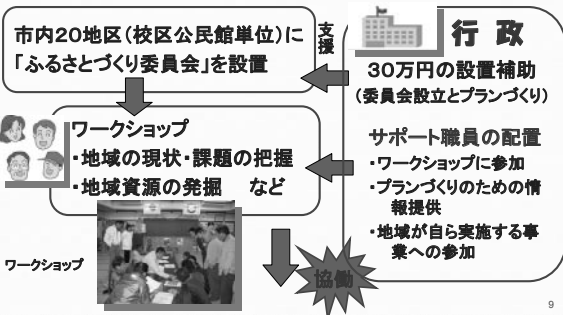 市内20地区(校区公民館単位)に
「ふるさとづくり委員会」を設置
支援
行 政
30万円の設置補助
(委員会設立とプランづくり)
サポート職員の配置
・ワークショップに参加
・プランづくりのための情
報提供
・地域が自ら実施する事
業への参加
ワークショップ
・地域の現状・課題の把握
・地域資源の発掘 など
ワークショップ
協働
9